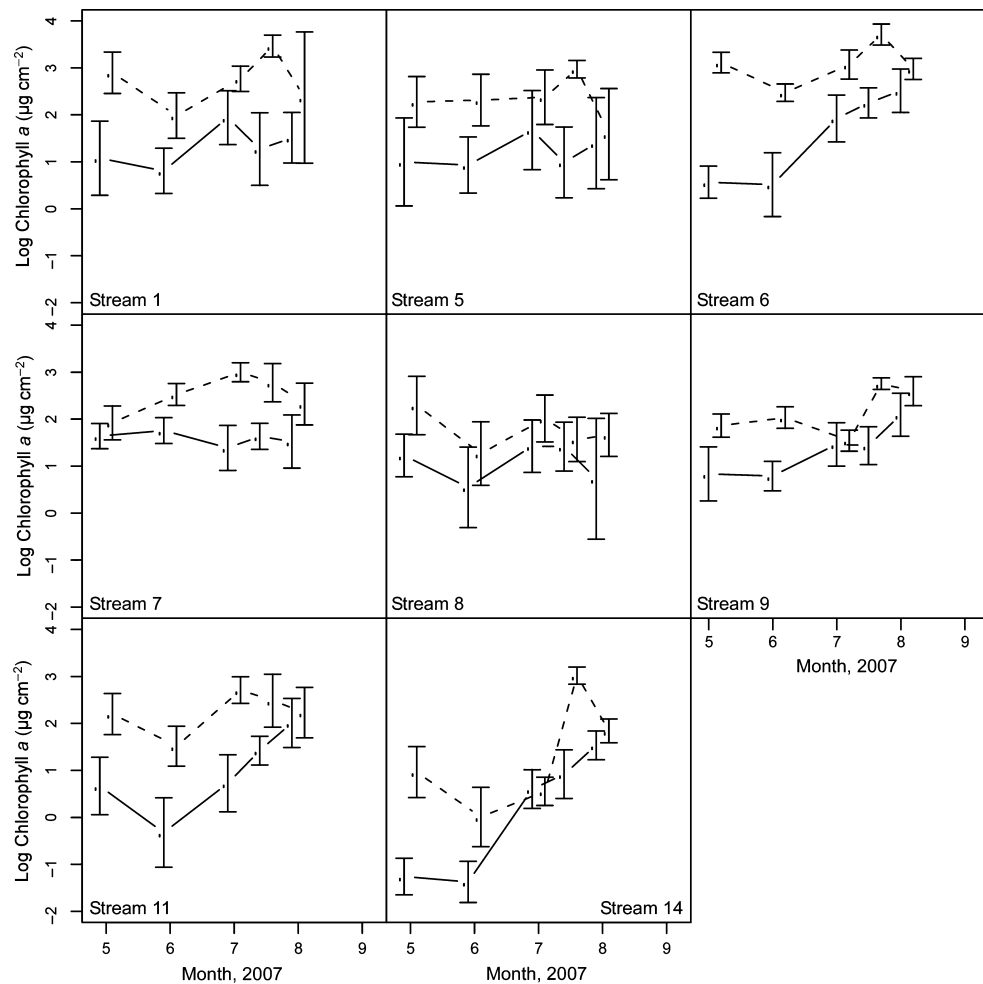 Log Chlorophyll a (µg cm⁻²)
4
3
2
1
0
−1
−2
Stream 1
Stream 5
Stream 6
Log Chlorophyll a (µg cm⁻²)
4
3
2
1
0
−1
−2
Stream 7
Stream 8
Stream 9
5 6 7 8 9
Month, 2007
Log Chlorophyll a (µg cm⁻²)
4
3
2
1
0
−1
−2
Stream 11
Stream 14
5 6 7 8 9
5 6 7 8 9
Month, 2007
Month, 2007